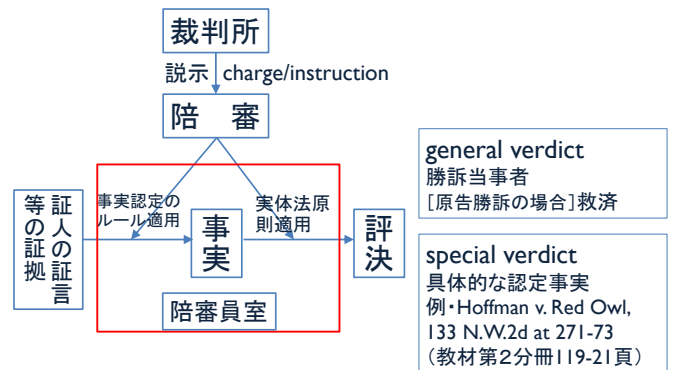 裁判所
説示 charge/instruction
陪　審
事実認定の
ルール適用
実体法原
則適用
証人の証言
等の証拠
事実
評決
陪審員室
general verdict
勝訴当事者
[原告勝訴の場合]救済
special verdict
具体的な認定事実
例・Hoffman v. Red Owl,
133 N.W.2d at 271-73
（教材第２分冊119-21頁）